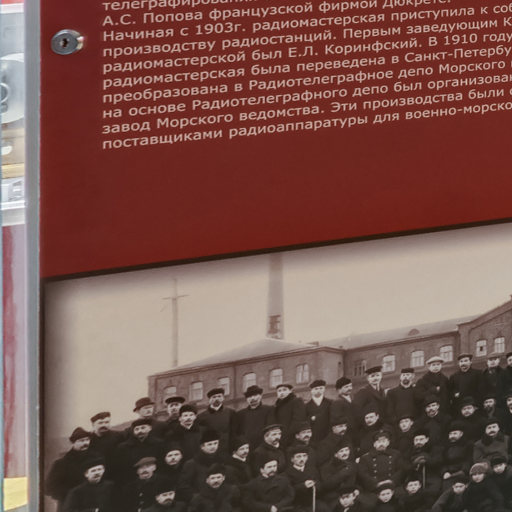 телеграфирования
А.С. Попова французской фирмой Дюкрете.
Начиная с 1903г. радиомастерская приступила к
производству радиостанций. Первым заведующим
радиомастерской был Е.Л. Коринфский. В 1910 году
радиомастерская была переведена в Санкт-Петербу
преобразована в Радиотелеграфное депо Морского
на основе Радиотелеграфного депо был организован
завод Морского ведомства. Эти производства были
поставщиками радиоаппаратуры для военно-морско